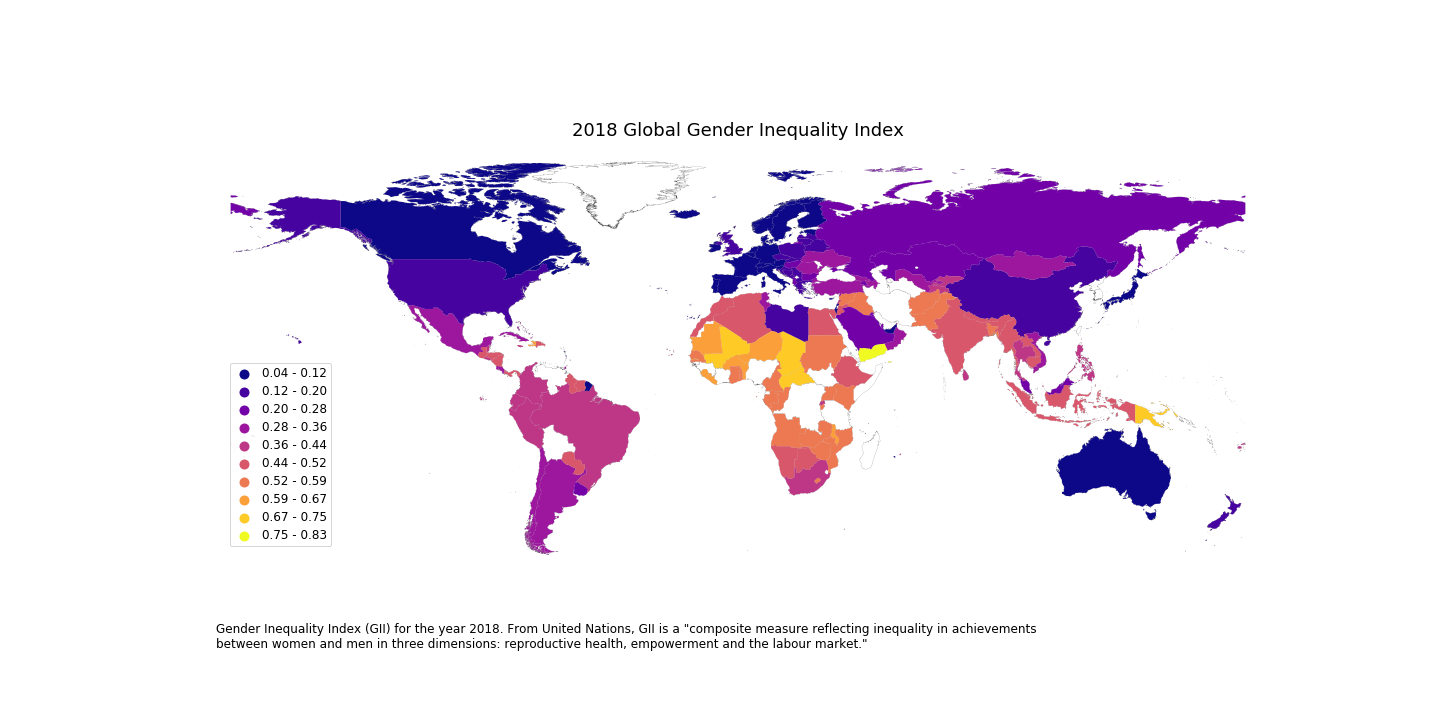 2018 Global Gender Inequality Index
0.04 - 0.12
0.12 - 0.20
0.20 - 0.28
0.28 - 0.36
0.36 - 0.44
0.44 - 0.52
0.52 - 0.59
0.59 - 0.67
0.67 - 0.75
0.75 - 0.83
Gender Inequality Index (GII) for the year 2018. From United Nations, GII is a "composite measure reflecting inequality in achievements
between women and men in three dimensions: reproductive health, empowerment and the labour market."